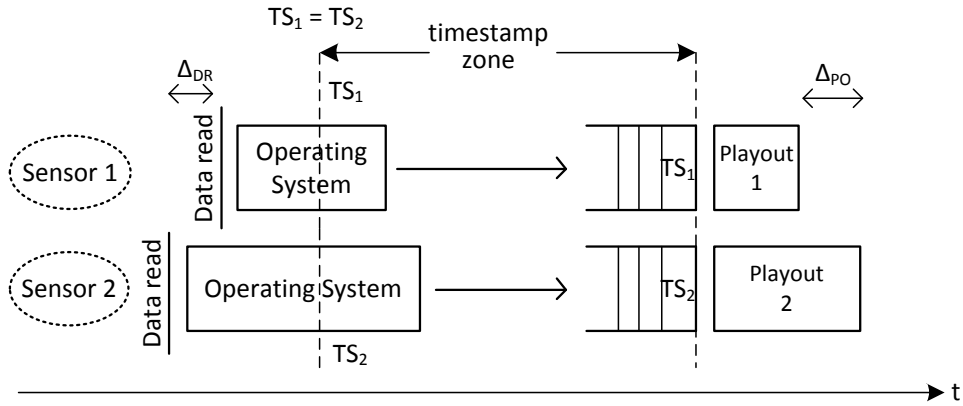 TS₁ = TS₂
timestamp
zone
Δ_DR
TS₁
Δ_PO
Sensor 1
Data read
Operating
System
TS₁
Playout
1
Sensor 2
Data read
Operating System
TS₂
Playout
2
TS₂
t